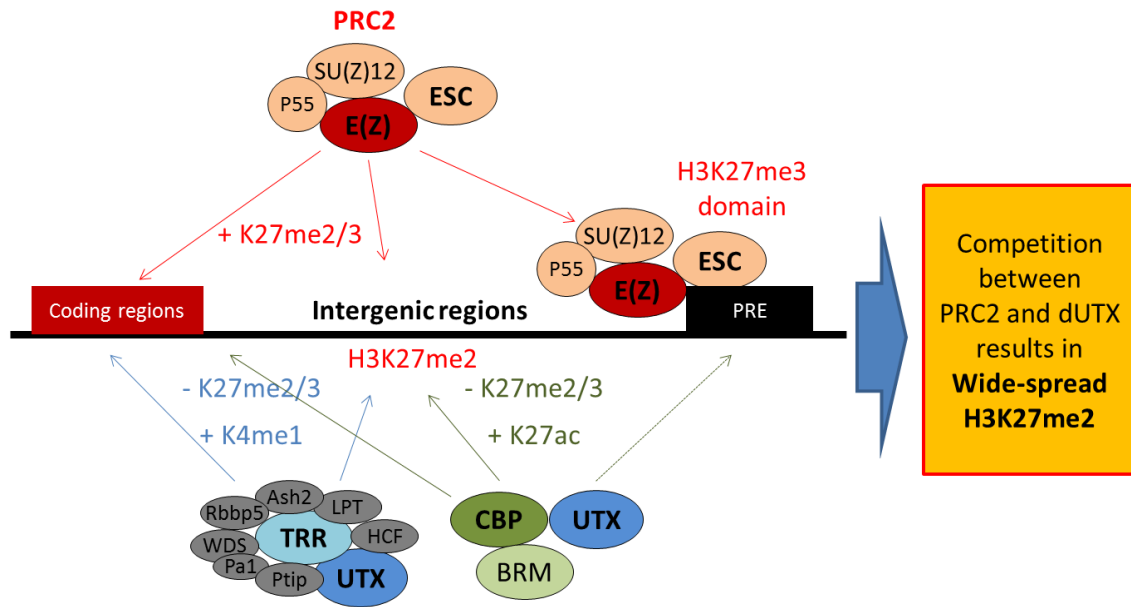 PRC2
SU(Z)12
P55
ESC
E(Z)
H3K27me3
domain
+ K27me2/3
SU(Z)12
P55
ESC
E(Z)
Coding regions
Intergenic regions
PRE
H3K27me2
- K27me2/3
- K27me2/3
+ K4me1
+ K27ac
Ash2
Rbbp5
LPT
TRR
HCF
WDS
Pa1
Ptip
UTX
CBP
UTX
BRM
Competition
between
PRC2 and dUTX
results in
Wide-spread
H3K27me2